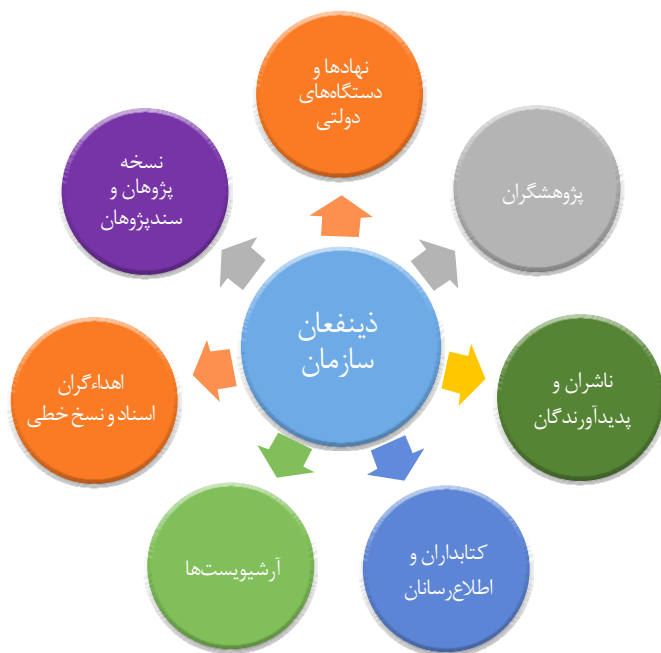 نهادها و
دستگاه‌های
دولتی
پژوهشگران
ناشران و
پدیدآورندگان
کتابداران و
اطلاع‌رسانان
آرشیویست‌ها
اهداءگران
اسناد و نسخ خطی
نسخه
پژوهان و
سندپژوهان
ذینفعان
سازمان